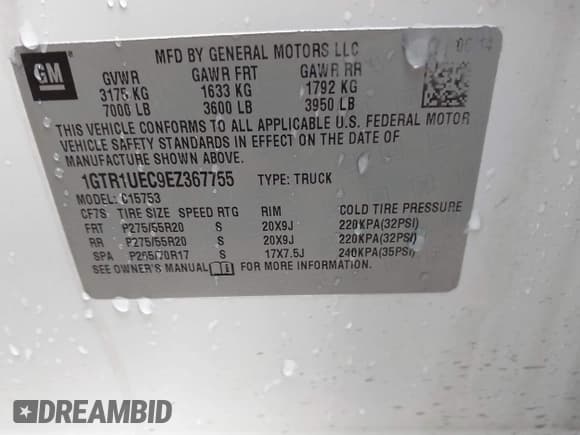 GM
MFD BY GENERAL MOTORS LLC 06/14
GVWR GAWR FRT GAWR RR
3175 KG 1633 KG 1792 KG
7000 LB 3600 LB 3950 LB
THIS VEHICLE CONFORMS TO ALL APPLICABLE U.S. FEDERAL MOTOR
VEHICLE SAFETY STANDARDS IN EFFECT ON THE DATE OF
MANUFACTURE SHOWN ABOVE.
1GTR1UEC9EZ367755 TYPE: TRUCK
MODEL: C15753
CF7S TIRE SIZE SPEED RTG RIM COLD TIRE PRESSURE
FRT P275/55R20 S 20X9J 220KPA(32PSI)
RR P275/55R20 S 20X9J 220KPA(32PSI)
SPA P265/70R17 S 17X7.5J 240KPA(35PSI)
SEE OWNER'S MANUAL FOR MORE INFORMATION.
DREAMBID